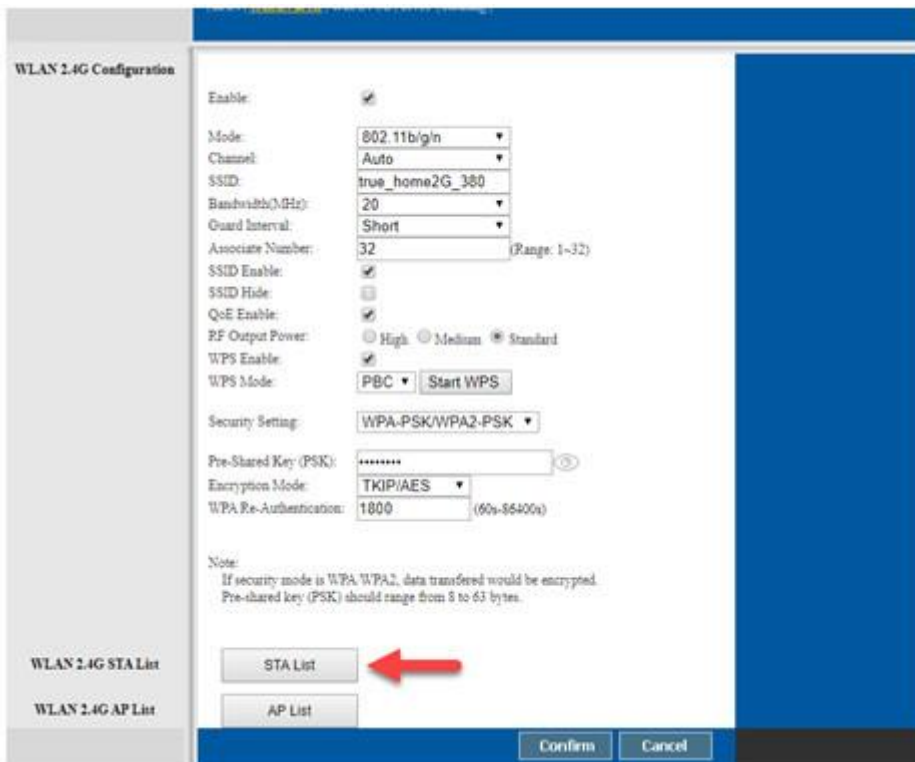 WLAN 2.4G Configuration
Enable:
Mode: 802.11b/g/n
Channel: Auto
SSID: true_home2G_380
Bandwidth(MHz): 20
Guard Interval: Short
Associate Number: 32 (Range: 1~32)
SSID Enable:
SSID Hide:
QoE Enable:
RF Output Power: High Medium Standard
WPS Enable:
WPS Mode: PBC Start WPS
Security Setting: WPA-PSK/WPA2-PSK
Pre-Shared Key (PSK): ••••••••
Encryption Mode: TKIP/AES
WPA Re-Authentication: 1800 (60s-86400s)
Note:
If security mode is WPA/WPA2, data transfered would be encrypted.
Pre-shared key (PSK) should range from 8 to 63 bytes.
WLAN 2.4G STA List STA List
WLAN 2.4G AP List AP List
Confirm Cancel